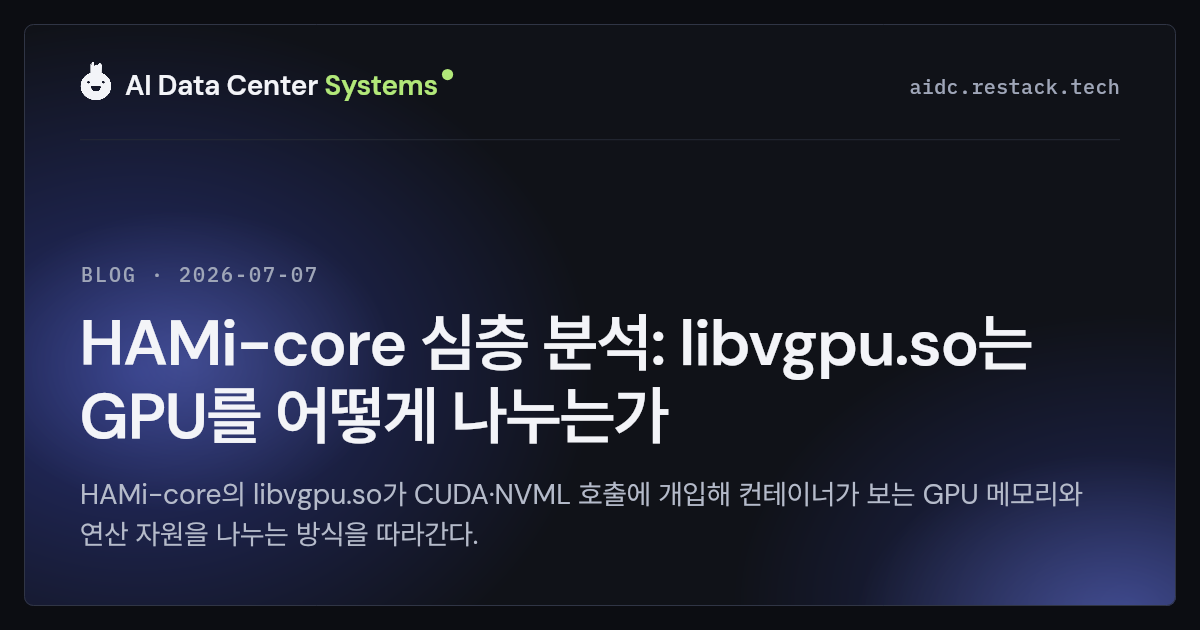 AI Data Center Systems
aidc.restack.tech
BLOG · 2026-07-07
HAMi-core 심층 분석: libvgpu.so는
GPU를 어떻게 나누는가
HAMi-core의 libvgpu.so가 CUDA·NVML 호출에 개입해 컨테이너가 보는 GPU 메모리와
연산 자원을 나누는 방식을 따라간다.